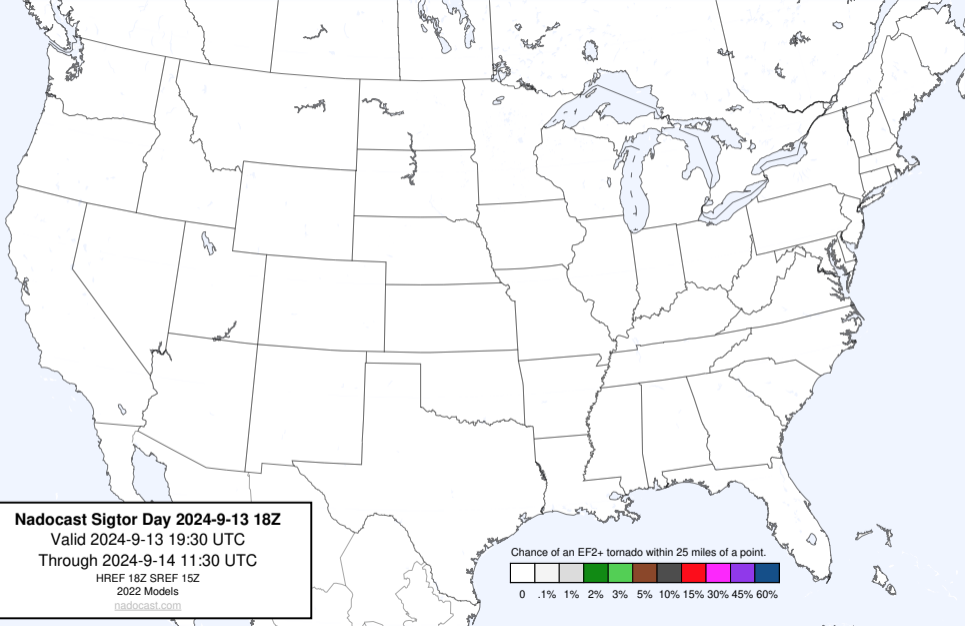 Nadocast Sigtor Day 2024-9-13 18Z
Valid 2024-9-13 19:30 UTC
Through 2024-9-14 11:30 UTC
HREF 18Z SREF 15Z
2022 Models
nadocast.com
Chance of an EF2+ tornado within 25 miles of a point.
0 .1% 1% 2% 3% 5% 10% 15% 30% 45% 60%